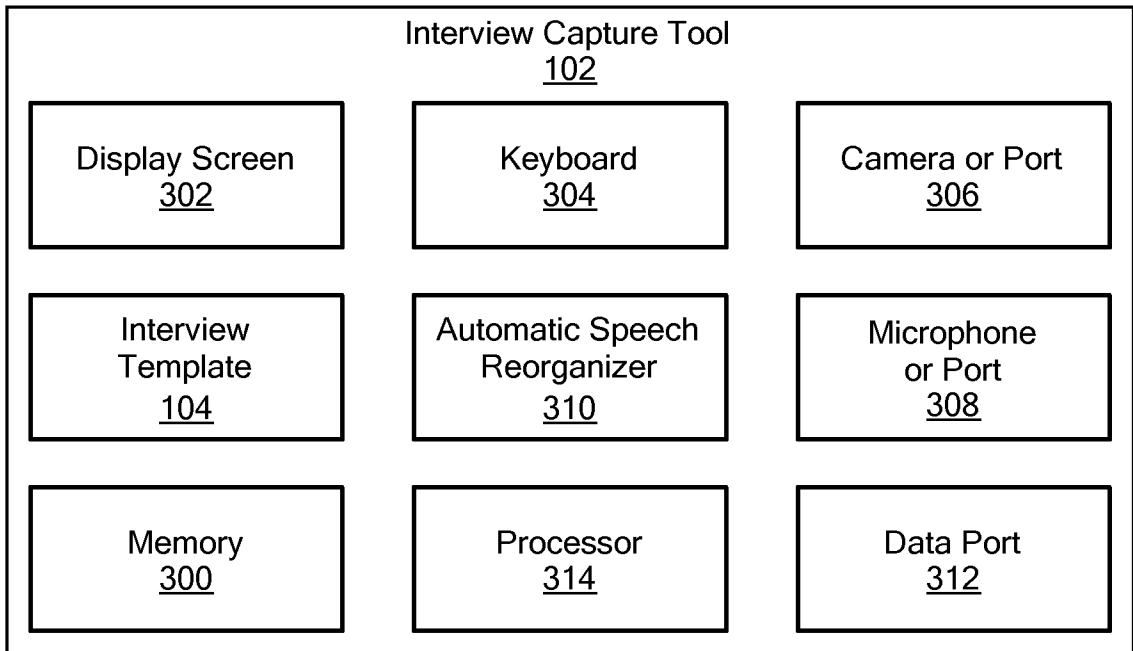 Interview Capture Tool
102
Display Screen
302
Keyboard
304
Camera or Port
306
Interview
Template
104
Automatic Speech
Reorganizer
310
Microphone
or Port
308
Memory
300
Processor
314
Data Port
312